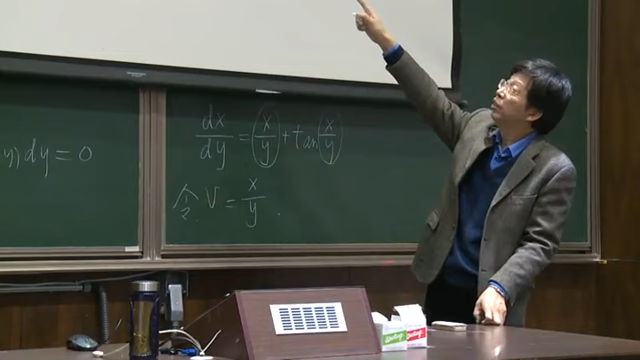 y) dy = 0
dx/dy = (x/y) + tan(x/y)
令 V = x/y.